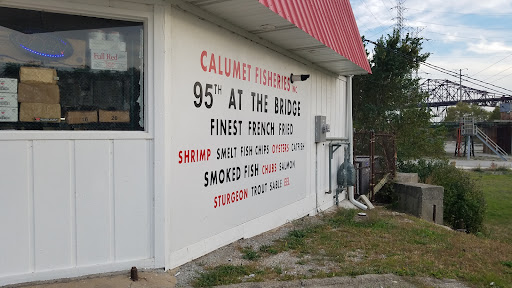 CALUMET FISHERIES INC
95TH AT THE BRIDGE
FINEST FRENCH FRIED
SHRIMP SMELT FISH CHIPS OYSTERS CATFISH
SMOKED FISH CHUBS SALMON
STURGEON TROUT SABLE EEL